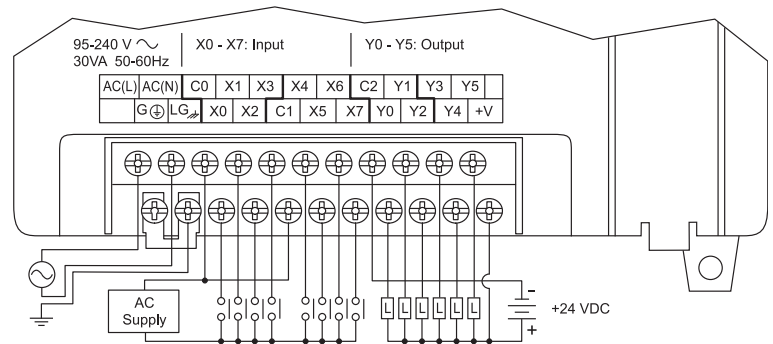 95-240 V ∿ X0 - X7: Input Y0 - Y5: Output
30VA 50-60Hz
AC(L) AC(N) C0 X1 X3 X4 X6 C2 Y1 Y3 Y5
G LG X0 X2 C1 X5 X7 Y0 Y2 Y4 +V
AC
Supply
L L L L L L
-
+24 VDC
+